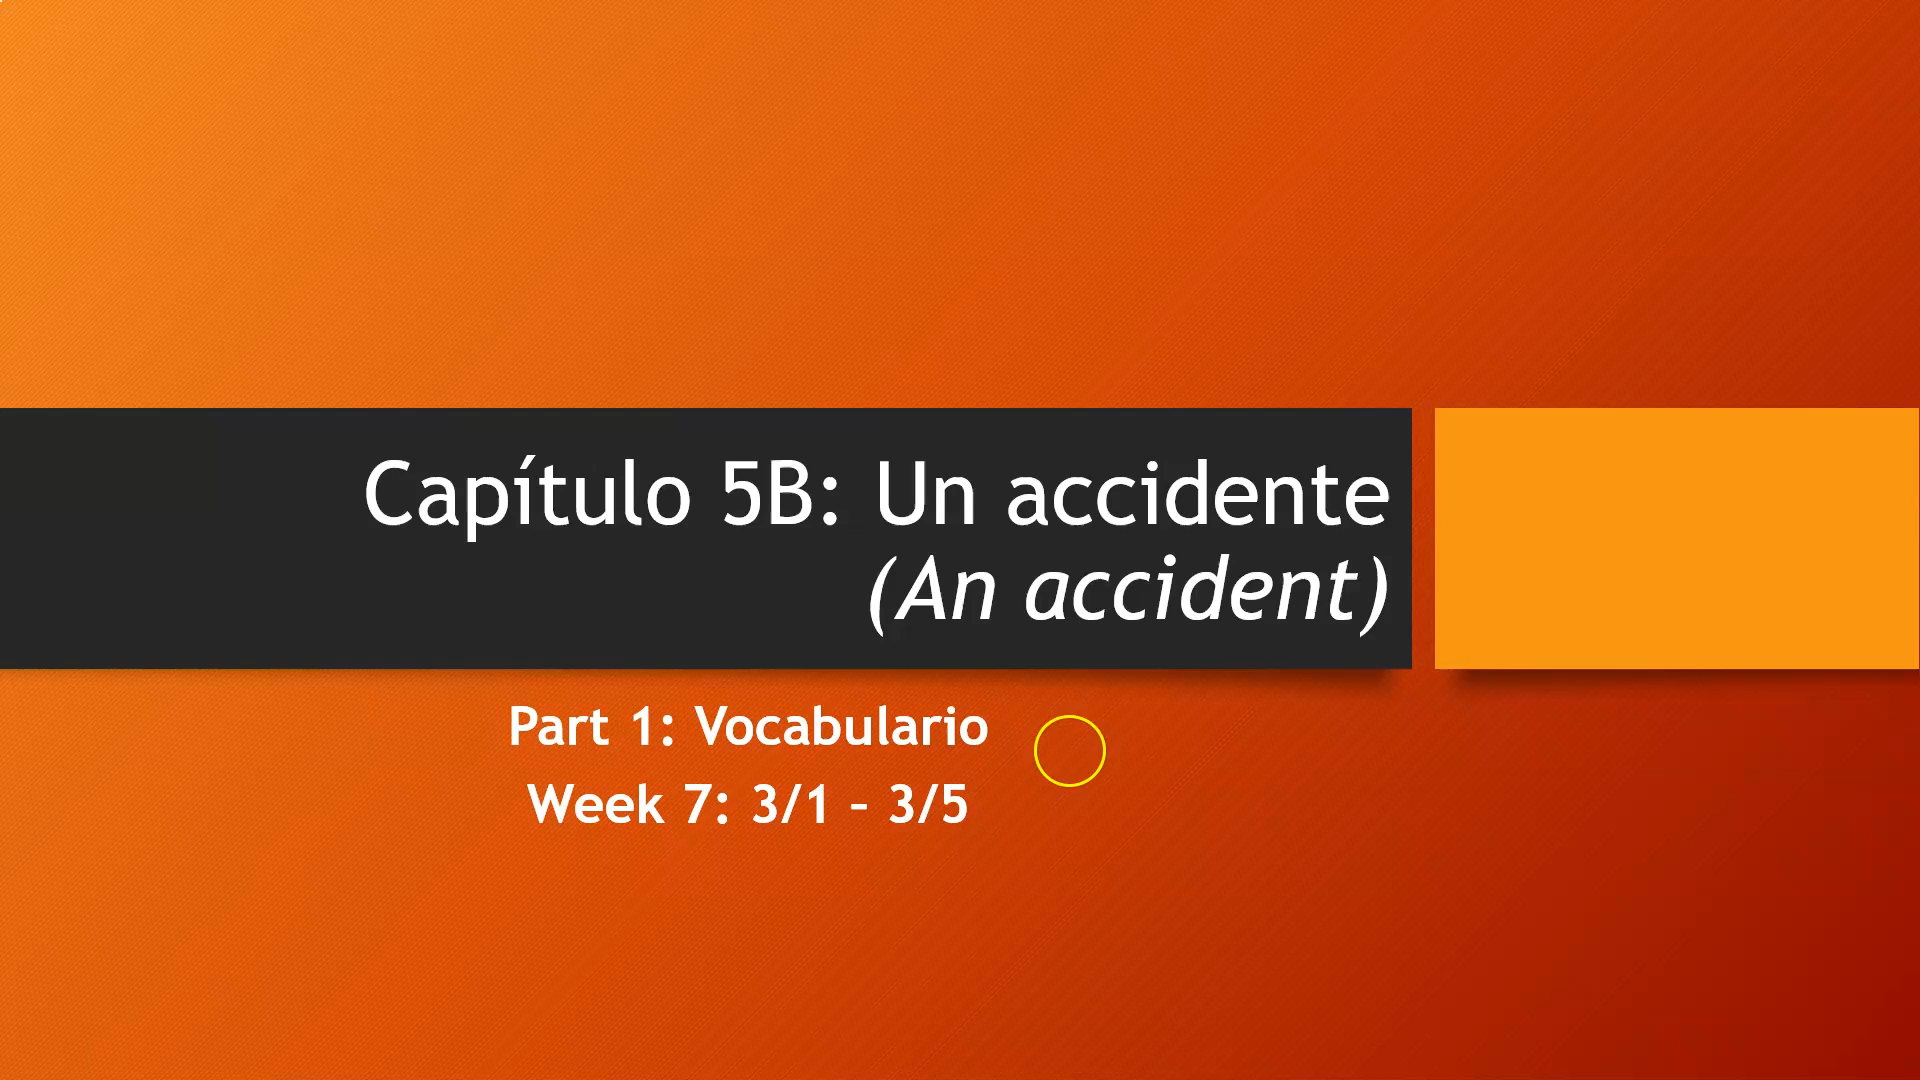 Capítulo 5B: Un accidente
(An accident)
Part 1: Vocabulario
Week 7: 3/1 – 3/5